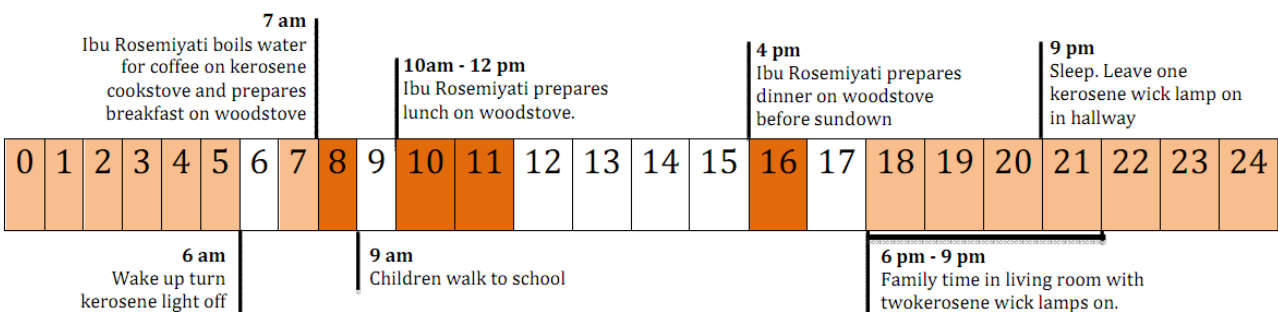 7 am
Ibu Rosemiyati boils water
for coffee on kerosene
cookstove and prepares
breakfast on woodstove
10am - 12 pm
Ibu Rosemiyati prepares
lunch on woodstove.
4 pm
Ibu Rosemiyati prepares
dinner on woodstove
before sundown
9 pm
Sleep. Leave one
kerosene wick lamp on
in hallway
0 1 2 3 4 5 6 7 8 9 10 11 12 13 14 15 16 17 18 19 20 21 22 23 24
6 am
Wake up turn
kerosene light off
9 am
Children walk to school
6 pm - 9 pm
Family time in living room with
twokerosene wick lamps on.